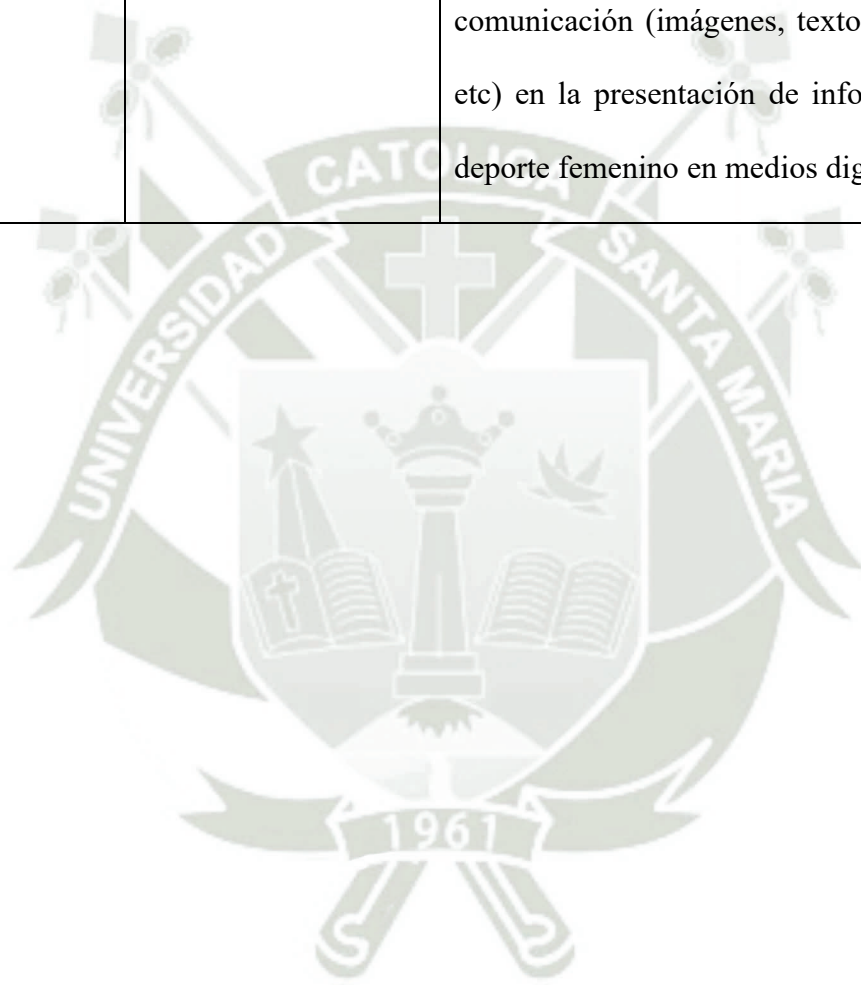 comunicación (imágenes, texto
etc) en la presentación de info
deporte femenino en medios dig
UNIVERSIDAD CATOLICA SANTA MARIA
1961